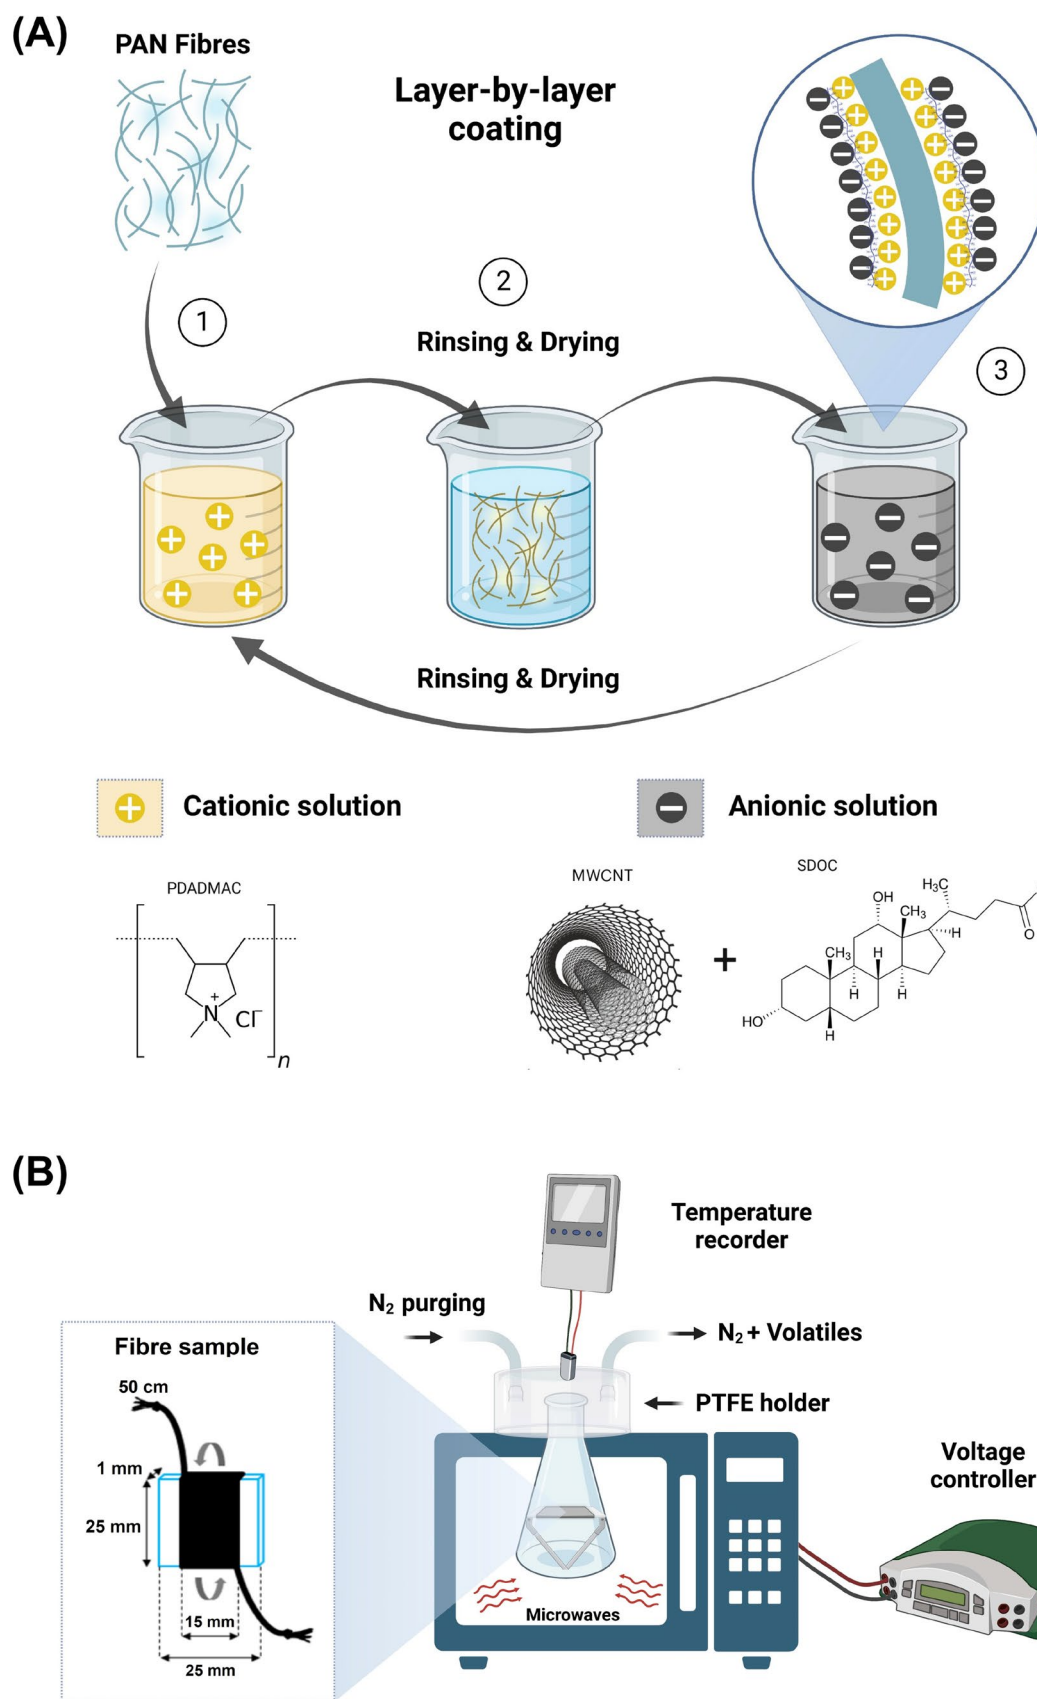 (A)
PAN Fibres
Layer-by-layer
coating
1
2
Rinsing & Drying
3
Rinsing & Drying
Cationic solution
Anionic solution
PDADMAC
N
+
Cl⁻
n
MWCNT
+
SDOC
H₃C
OH
CH₃
H
O
CH₃
H
H
H
HO
H
(B)
Temperature
recorder
N₂ purging
N₂ + Volatiles
PTFE holder
Fibre sample
50 cm
1 mm
25 mm
15 mm
25 mm
Microwaves
Voltage
controller